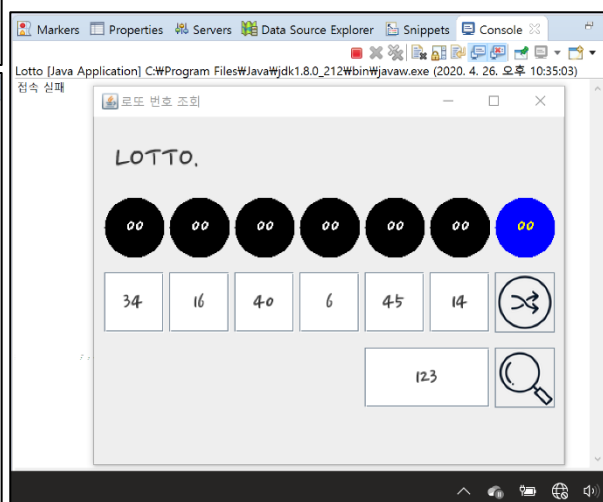 Markers Properties Servers Data Source Explorer Snippets Console
Lotto [Java Application] C:₩Program Files₩Java₩jdk1.8.0_212₩bin₩javaw.exe (2020. 4. 26. 오후 10:35:03)
접속 실패
로또 번호 조회
LOTTO.
00 00 00 00 00 00 00
34 16 40 6 45 14
123